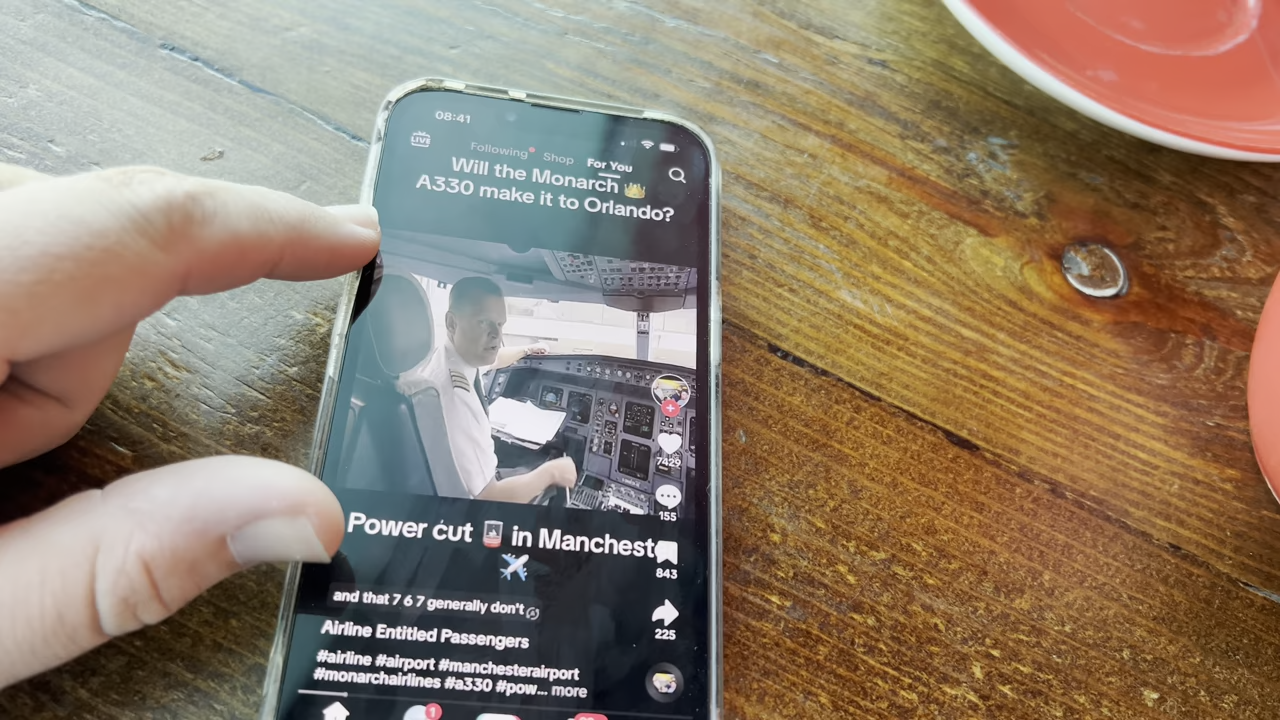 08:41
LIVE
Following Shop For You
Will the Monarch 👑
A330 make it to Orlando?
7429
155
Power cut 🪫 in Manchest
✈️
843
and that 7 6 7 generally don't
225
Airline Entitled Passengers
#airline #airport #manchesterairport
#monarchairlines #a330 #pow... more
1